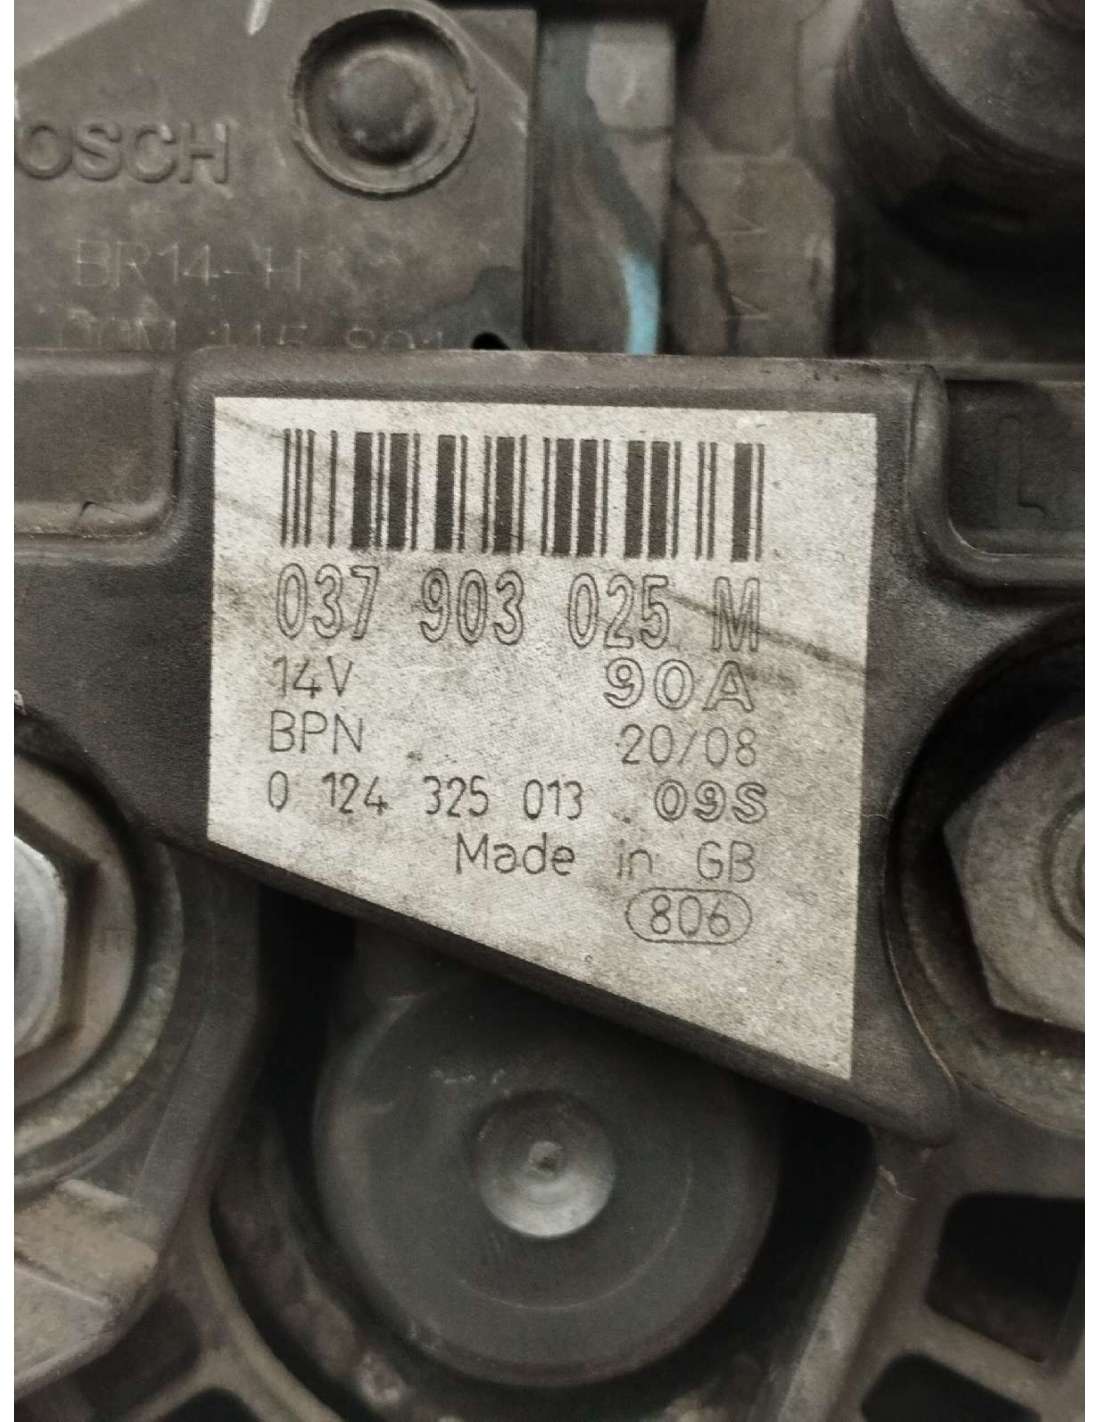 OSCH
BR14-H
037 903 025 M
14V 90A
BPN 20/08
0 124 325 013 09S
Made in GB
806